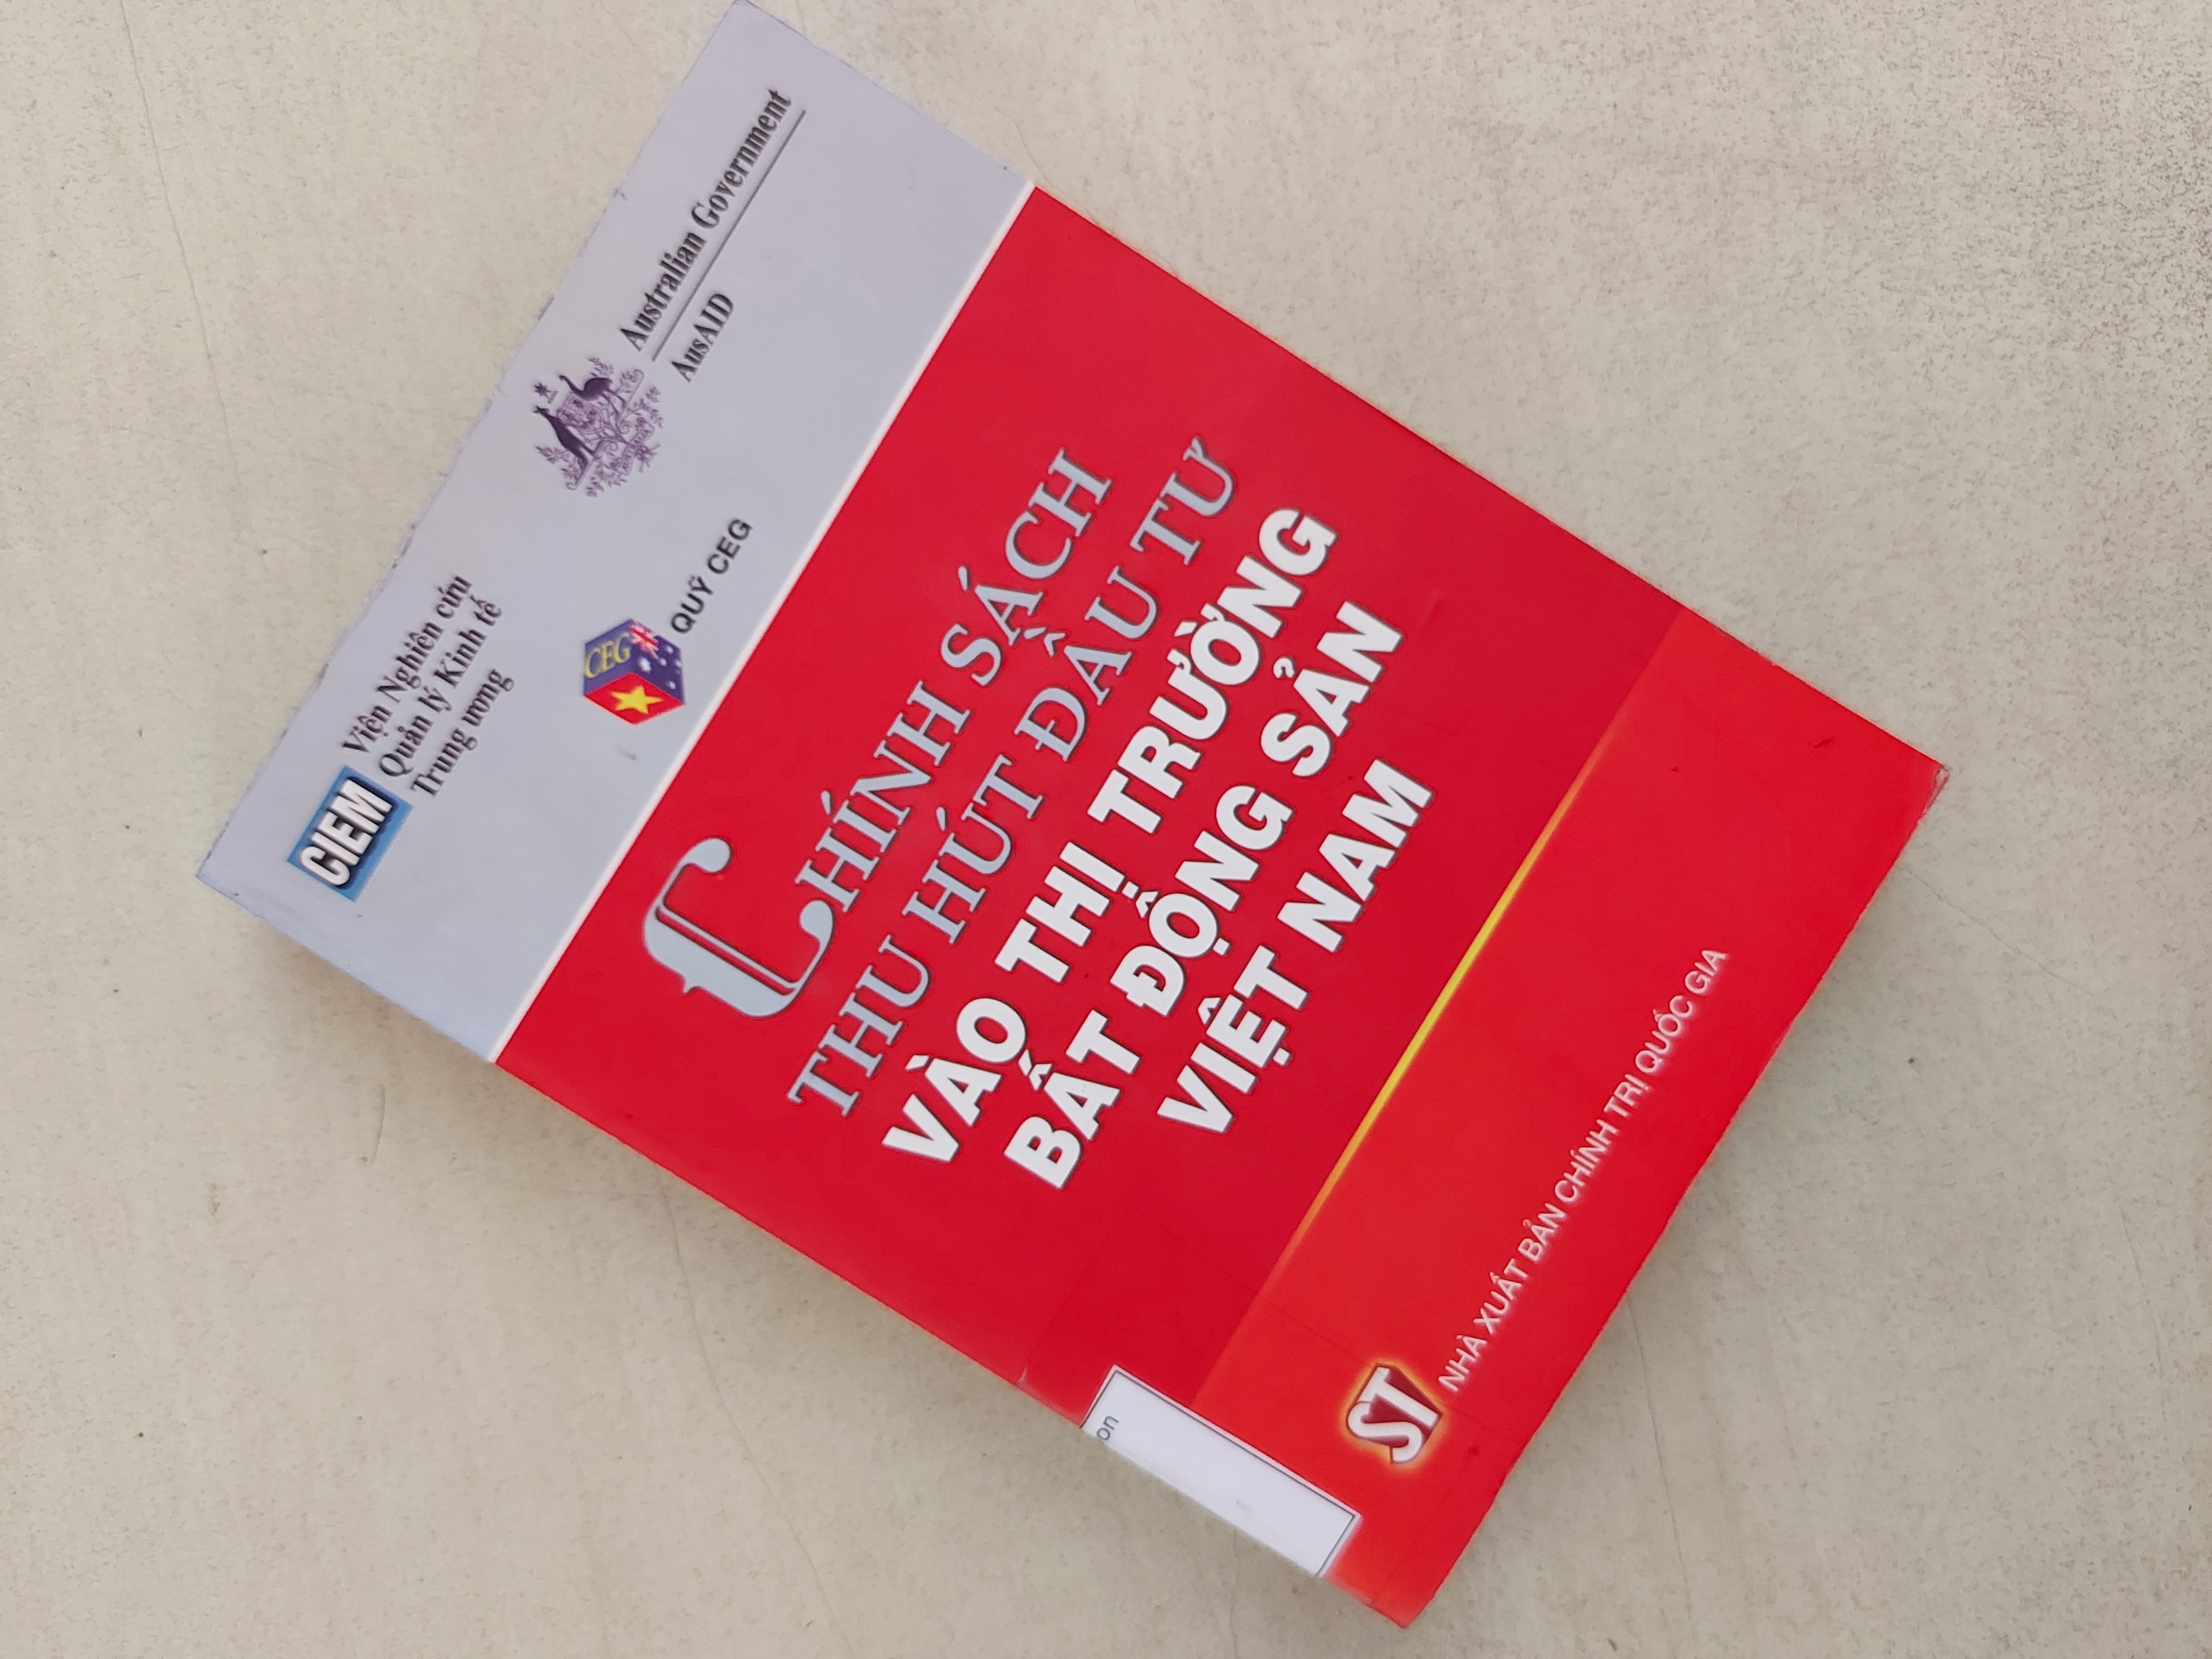 CIEM
Viện Nghiên cứu
Quản lý Kinh tế
Trung ương
CEG
QUỸ CEG
Australian Government
AusAID
CHÍNH SÁCH
THU HÚT ĐẦU TƯ
VÀO THỊ TRƯỜNG
BẤT ĐỘNG SẢN
VIỆT NAM
on
ST
NHÀ XUẤT BẢN CHÍNH TRỊ QUỐC GIA